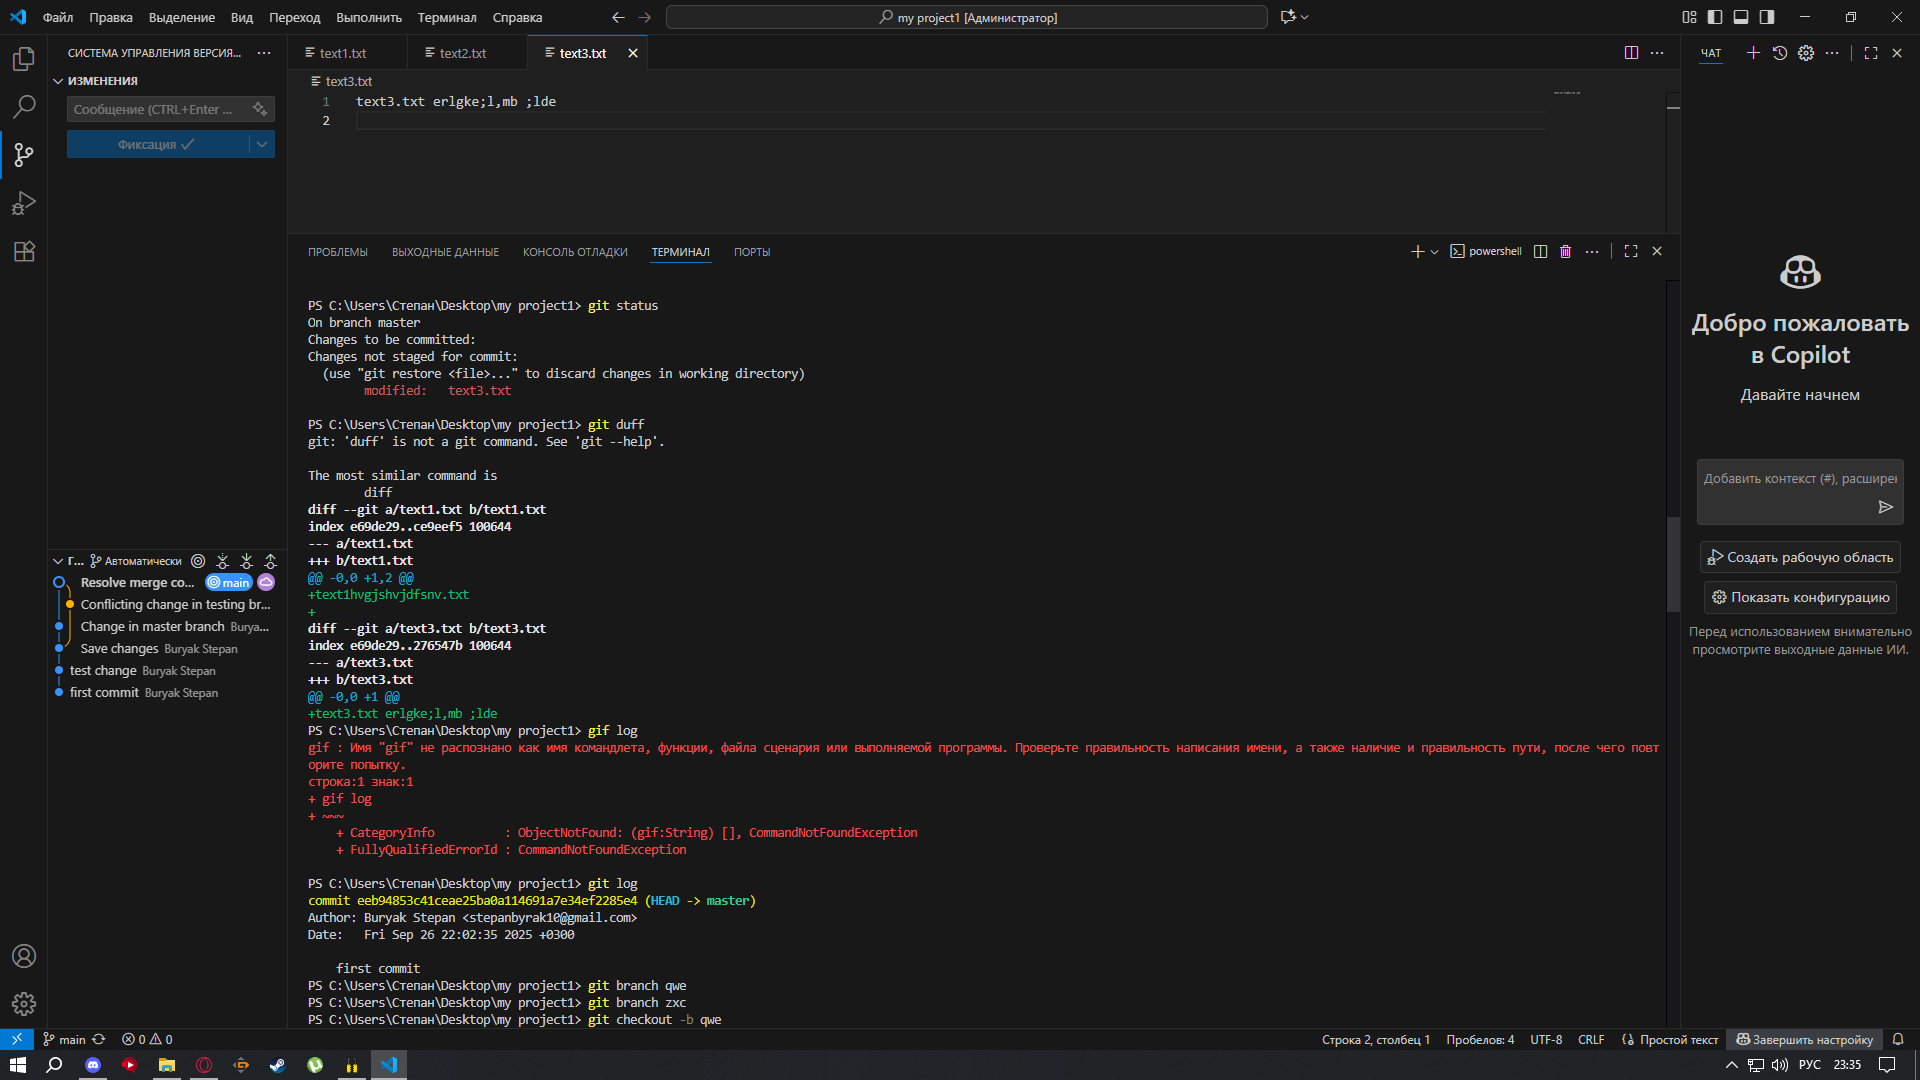 Файл Правка Выделение Вид Переход Выполнить Терминал Справка
my project1 [Администратор]
СИСТЕМА УПРАВЛЕНИЯ ВЕРСИЯ...
ИЗМЕНЕНИЯ
Сообщение (CTRL+Enter ...
Фиксация
Г... Автоматически
Resolve merge co... main
Conflicting change in testing br...
Change in master branch Burya...
Save changes Buryak Stepan
test change Buryak Stepan
first commit Buryak Stepan
text1.txt text2.txt text3.txt
text3.txt
1 text3.txt erlgke;l,mb ;lde
2
ПРОБЛЕМЫ ВЫХОДНЫЕ ДАННЫЕ КОНСОЛЬ ОТЛАДКИ ТЕРМИНАЛ ПОРТЫ
powershell
PS C:\Users\Степан\Desktop\my project1> git status
On branch master
Changes to be committed:
Changes not staged for commit:
(use "git restore <file>..." to discard changes in working directory)
modified: text3.txt
PS C:\Users\Степан\Desktop\my project1> git duff
git: 'duff' is not a git command. See 'git --help'.
The most similar command is
diff
diff --git a/text1.txt b/text1.txt
index e69de29..ce9eef5 100644
--- a/text1.txt
+++ b/text1.txt
@@ -0,0 +1,2 @@
+text1hvgjshvjdfsnv.txt
+
diff --git a/text3.txt b/text3.txt
index e69de29..276547b 100644
--- a/text3.txt
+++ b/text3.txt
@@ -0,0 +1 @@
+text3.txt erlgke;l,mb ;lde
PS C:\Users\Степан\Desktop\my project1> gif log
gif : Имя "gif" не распознано как имя командлета, функции, файла сценария или выполняемой программы. Проверьте правильность написания имени, а также наличие и правильность пути, после чего повт
орите попытку.
строка:1 знак:1
+ gif log
+ ~~~
+ CategoryInfo : ObjectNotFound: (gif:String) [], CommandNotFoundException
+ FullyQualifiedErrorId : CommandNotFoundException
PS C:\Users\Степан\Desktop\my project1> git log
commit eeb94853c41ceae25ba0a114691a7e34ef2285e4 (HEAD -> master)
Author: Buryak Stepan <stepanbyrak10@gmail.com>
Date: Fri Sep 26 22:02:35 2025 +0300
first commit
PS C:\Users\Степан\Desktop\my project1> git branch qwe
PS C:\Users\Степан\Desktop\my project1> git branch zxc
PS C:\Users\Степан\Desktop\my project1> git checkout -b qwe
ЧАТ
Добро пожаловать
в Copilot
Давайте начнем
Добавить контекст (#), расширен
Создать рабочую область
Показать конфигурацию
Перед использованием внимательно
просмотрите выходные данные ИИ.
main 0 0
Строка 2, столбец 1 Пробелов: 4 UTF-8 CRLF Простой текст Завершить настройку
РУС 23:35